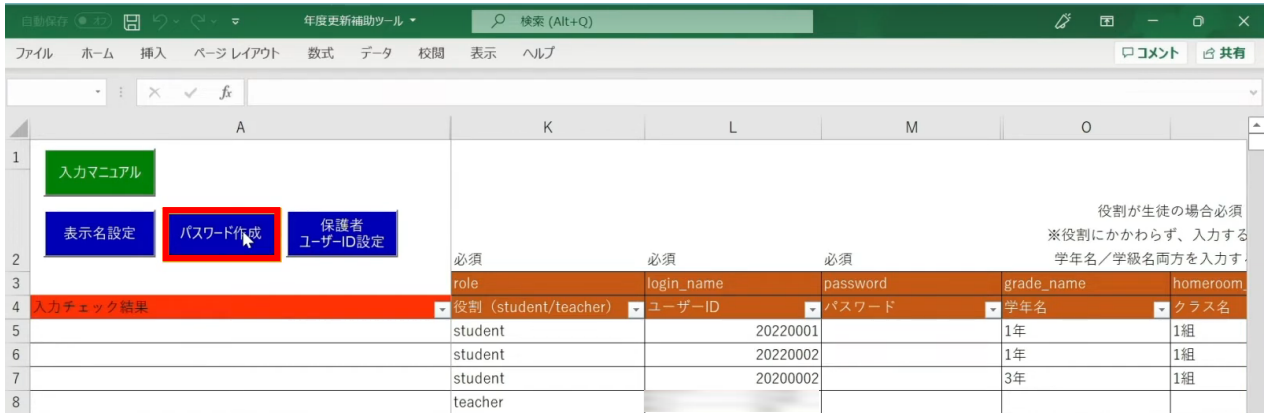 自動保存 オフ 年度更新補助ツール 検索 (Alt+Q)
ファイル ホーム 挿入 ページ レイアウト 数式 データ 校閲 表示 ヘルプ コメント 共有
fx
A K L M O
1
入力マニュアル
役割が生徒の場合必須
表示名設定 パスワード作成 保護者
ユーザーID設定
※役割にかかわらず、入力する
2 必須 必須 必須 学年名／学級名両方を入力す
3 role login_name password grade_name homeroom_
4 入力チェック結果 役割（student/teacher） ユーザーID パスワード 学年名 クラス名
5 student 20220001 1年 1組
6 student 20220002 1年 1組
7 student 20200002 3年 1組
8 teacher